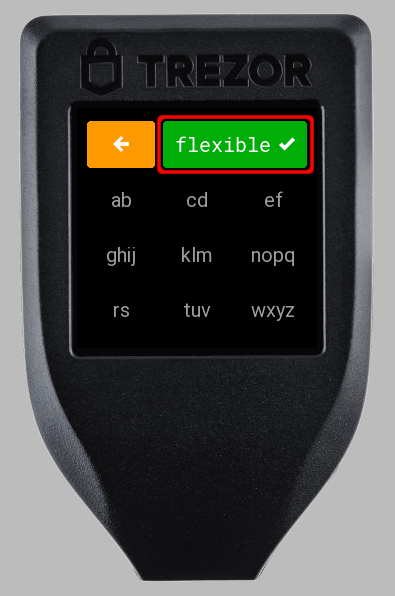 TREZOR
flexible
ab cd ef
ghij klm nopq
rs tuv wxyz